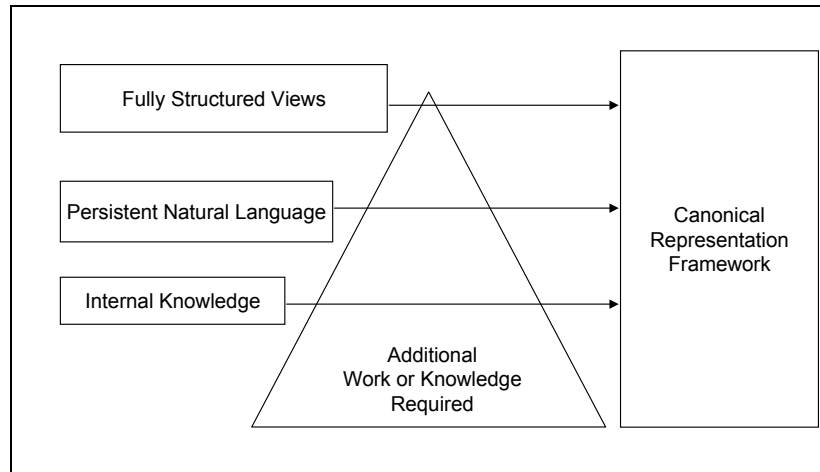 Fully Structured Views
Persistent Natural Language
Internal Knowledge
Additional
Work or Knowledge
Required
Canonical
Representation
Framework